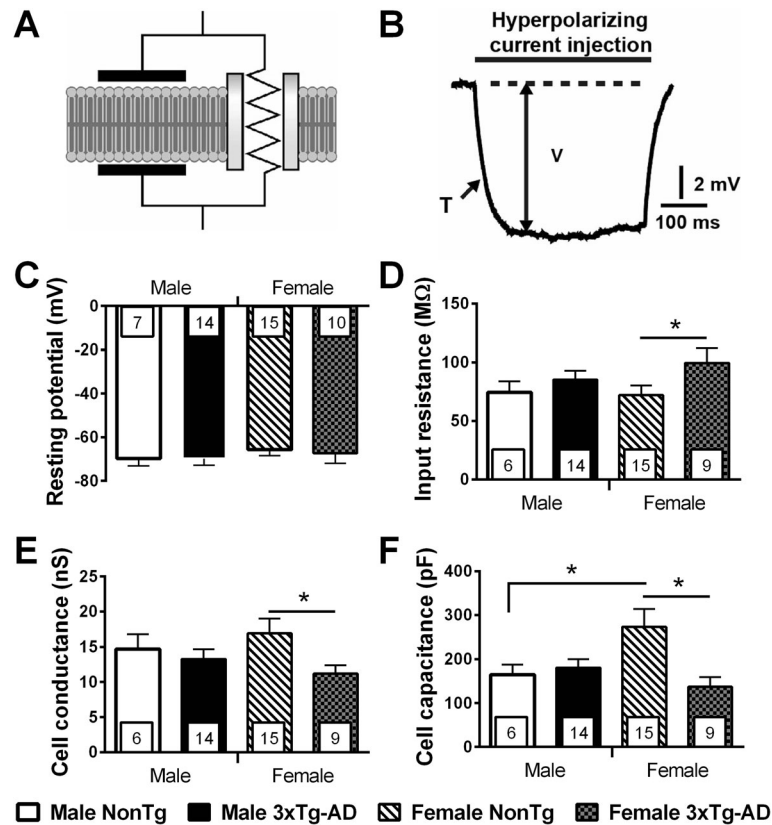 A
B
Hyperpolarizing
current injection
V
T
2 mV
100 ms
C
Male Female
Resting potential (mV)
0
-20
-40
-60
-80
7 14 15 10
D
Input resistance (MΩ)
150
100
50
0
*
6 14 15 9
Male Female
E
Cell conductance (nS)
25
20
15
10
5
0
*
6 14 15 9
Male Female
F
Cell capacitance (pF)
400
300
200
100
0
* *
6 14 15 9
Male Female
Male NonTg Male 3xTg-AD Female NonTg Female 3xTg-AD